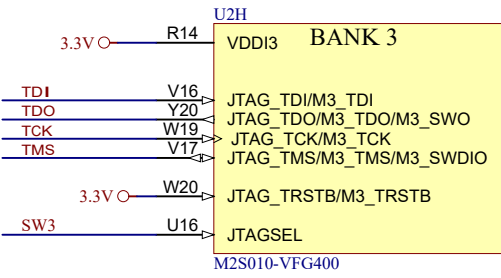 U2H
BANK 3
3.3V R14 VDDI3
TDI V16 JTAG_TDI/M3_TDI
TDO Y20 JTAG_TDO/M3_TDO/M3_SWO
TCK W19 JTAG_TCK/M3_TCK
TMS V17 JTAG_TMS/M3_TMS/M3_SWDIO
3.3V W20 JTAG_TRSTB/M3_TRSTB
SW3 U16 JTAGSEL
M2S010-VFG400